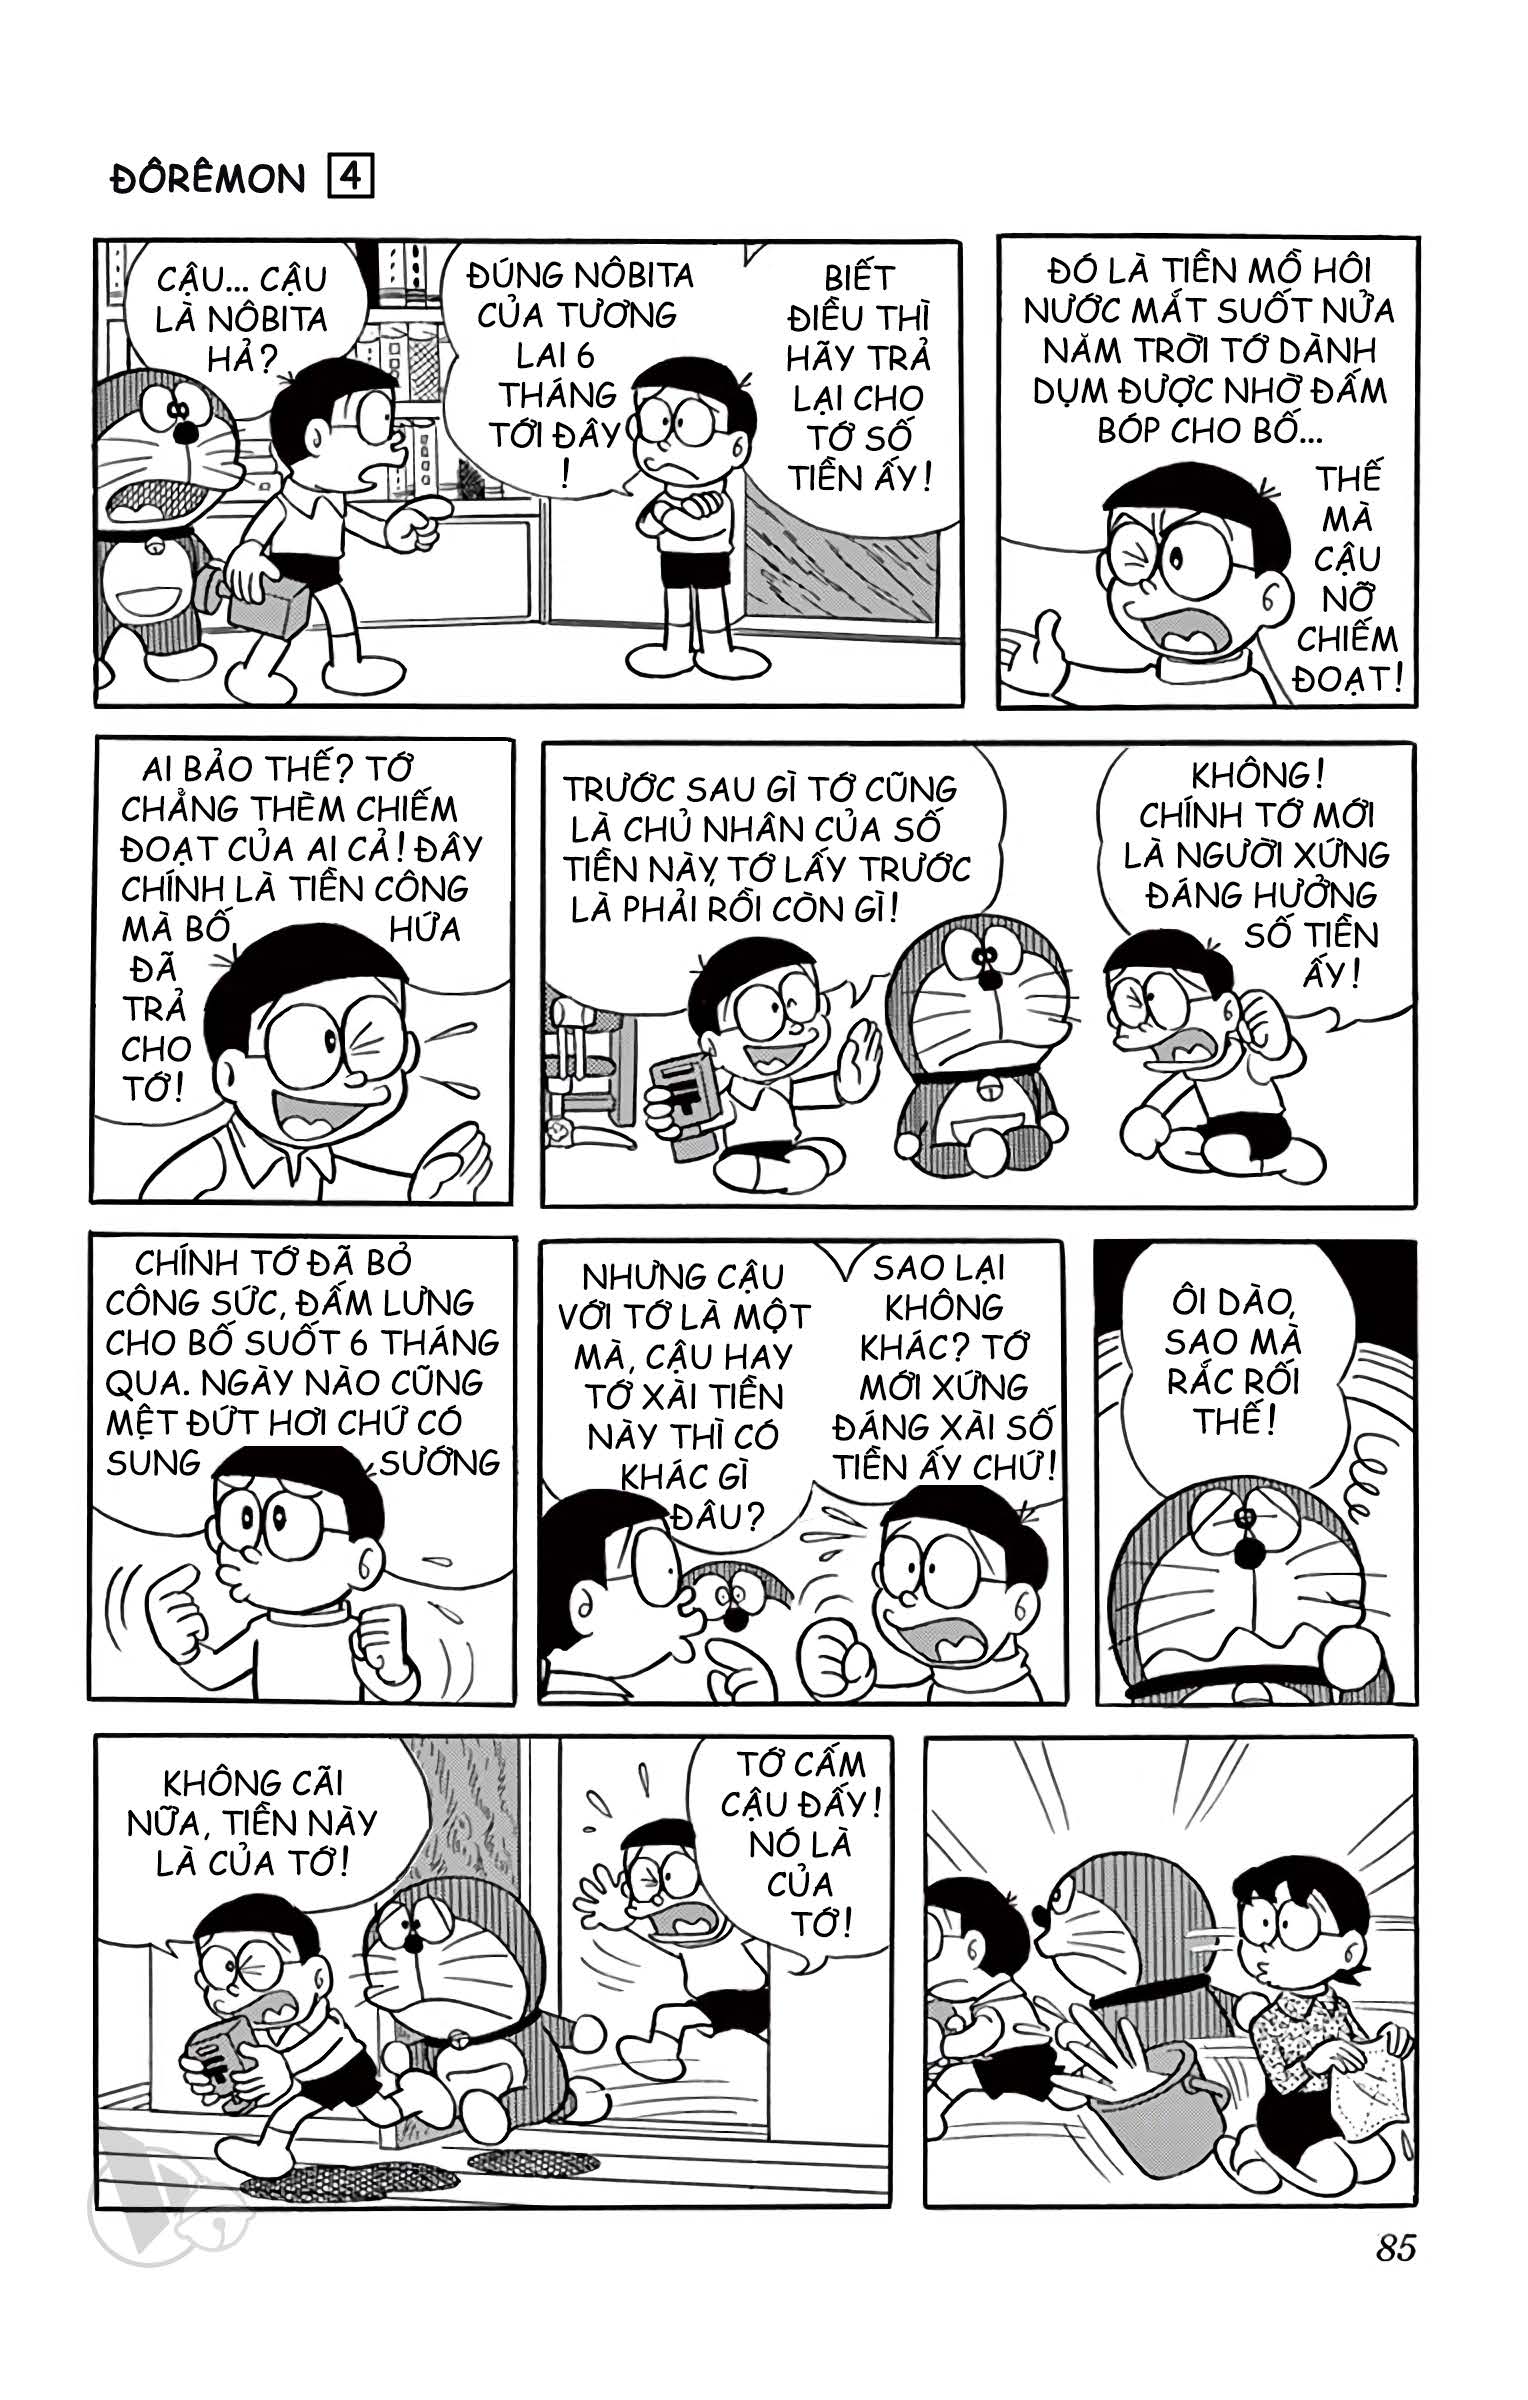 ĐÔRÊMON 4
CẬU... CẬU
LÀ NÔBITA
HẢ?
ĐÚNG NÔBITA
CỦA TƯƠNG
LAI 6
THÁNG
TỚI ĐÂY
!
BIẾT
ĐIỀU THÌ
HÃY TRẢ
LẠI CHO
TỚ SỐ
TIỀN ẤY!
ĐÓ LÀ TIỀN MỒ HÔI
NƯỚC MẮT SUỐT NỬA
NĂM TRỜI TỚ DÀNH
DỤM ĐƯỢC NHỜ ĐẤM
BÓP CHO BỐ...
THẾ
MÀ
CẬU
NỠ
CHIẾM
ĐOẠT!
AI BẢO THẾ? TỚ
CHẲNG THÈM CHIẾM
ĐOẠT CỦA AI CẢ! ĐÂY
CHÍNH LÀ TIỀN CÔNG
MÀ BỐ HỨA
ĐÃ
TRẢ
CHO
TỚ!
TRƯỚC SAU GÌ TỚ CŨNG
LÀ CHỦ NHÂN CỦA SỐ
TIỀN NÀY, TỚ LẤY TRƯỚC
LÀ PHẢI RỒI CÒN GÌ!
KHÔNG!
CHÍNH TỚ MỚI
LÀ NGƯỜI XỨNG
ĐÁNG HƯỞNG
SỐ TIỀN
ẤY!
CHÍNH TỚ ĐÃ BỎ
CÔNG SỨC, ĐẤM LƯNG
CHO BỐ SUỐT 6 THÁNG
QUA. NGÀY NÀO CŨNG
MỆT ĐỨT HƠI CHỨ CÓ
SUNG SƯỚNG
NHƯNG CẬU
VỚI TỚ LÀ MỘT
MÀ, CẬU HAY
TỚ XÀI TIỀN
NÀY THÌ CÓ
KHÁC GÌ
ĐÂU?
SAO LẠI
KHÔNG
KHÁC? TỚ
MỚI XỨNG
ĐÁNG XÀI SỐ
TIỀN ẤY CHỨ!
ÔI DÀO,
SAO MÀ
RẮC RỐI
THẾ!
KHÔNG CÃI
NỮA, TIỀN NÀY
LÀ CỦA TỚ!
TỚ CẤM
CẬU ĐẤY!
NÓ LÀ
CỦA
TỚ!
85